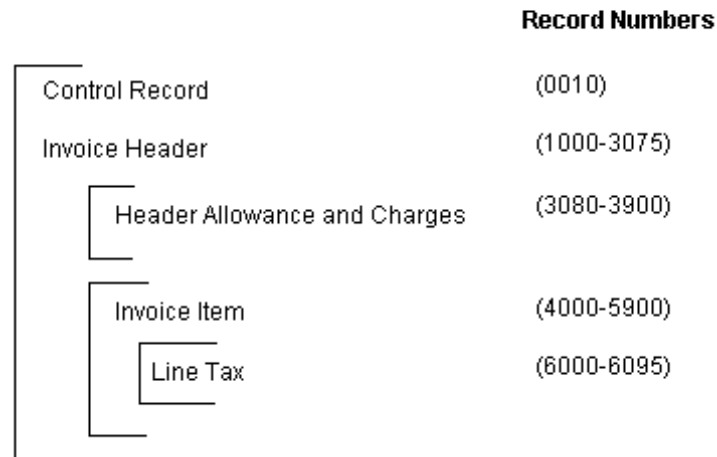 Record Numbers
Control Record (0010)
Invoice Header (1000-3075)
Header Allowance and Charges (3080-3900)
Invoice Item (4000-5900)
Line Tax (6000-6095)